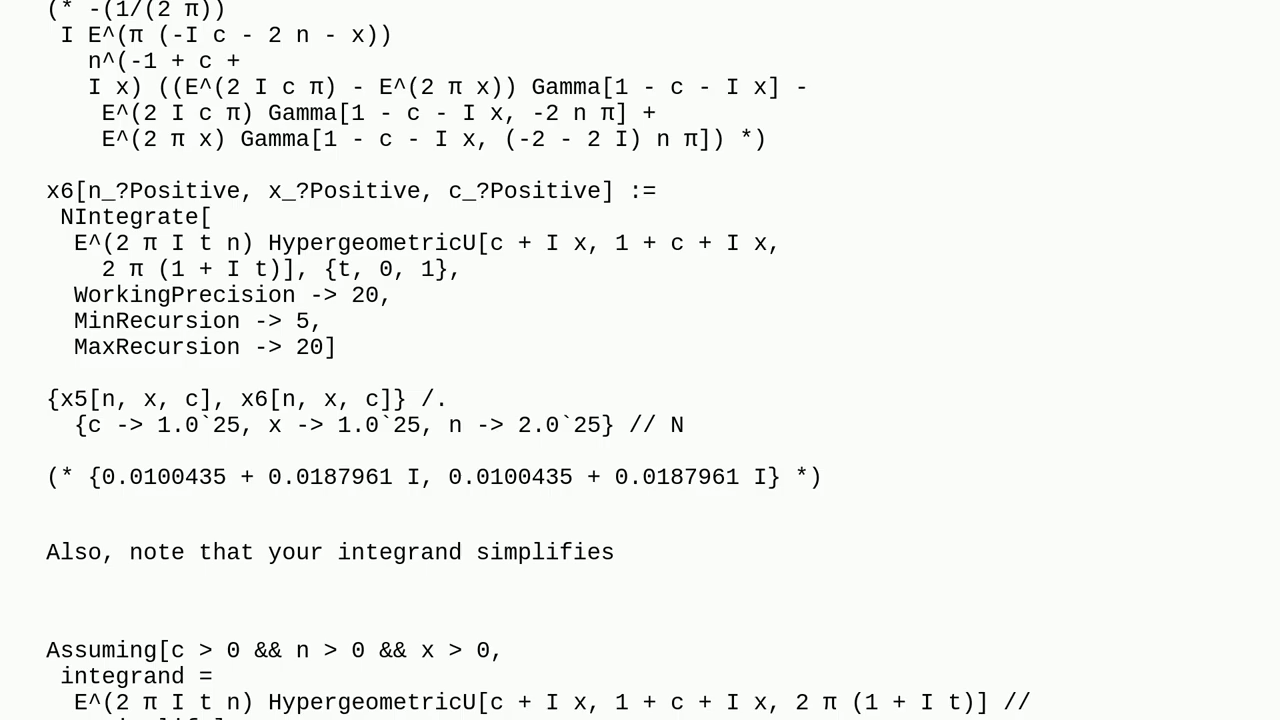 (* -(1/(2 π))
I E^(π (-I c - 2 n - x))
n^(-1 + c +
I x) ((E^(2 I c π) - E^(2 π x)) Gamma[1 - c - I x] -
E^(2 I c π) Gamma[1 - c - I x, -2 n π] +
E^(2 π x) Gamma[1 - c - I x, (-2 - 2 I) n π]) *)
x6[n_?Positive, x_?Positive, c_?Positive] :=
NIntegrate[
E^(2 π I t n) HypergeometricU[c + I x, 1 + c + I x,
2 π (1 + I t)], {t, 0, 1},
WorkingPrecision -> 20,
MinRecursion -> 5,
MaxRecursion -> 20]
{x5[n, x, c], x6[n, x, c]} /.
{c -> 1.0`25, x -> 1.0`25, n -> 2.0`25} // N
(* {0.0100435 + 0.0187961 I, 0.0100435 + 0.0187961 I} *)
Also, note that your integrand simplifies
Assuming[c > 0 && n > 0 && x > 0,
integrand =
E^(2 π I t n) HypergeometricU[c + I x, 1 + c + I x, 2 π (1 + I t)] //